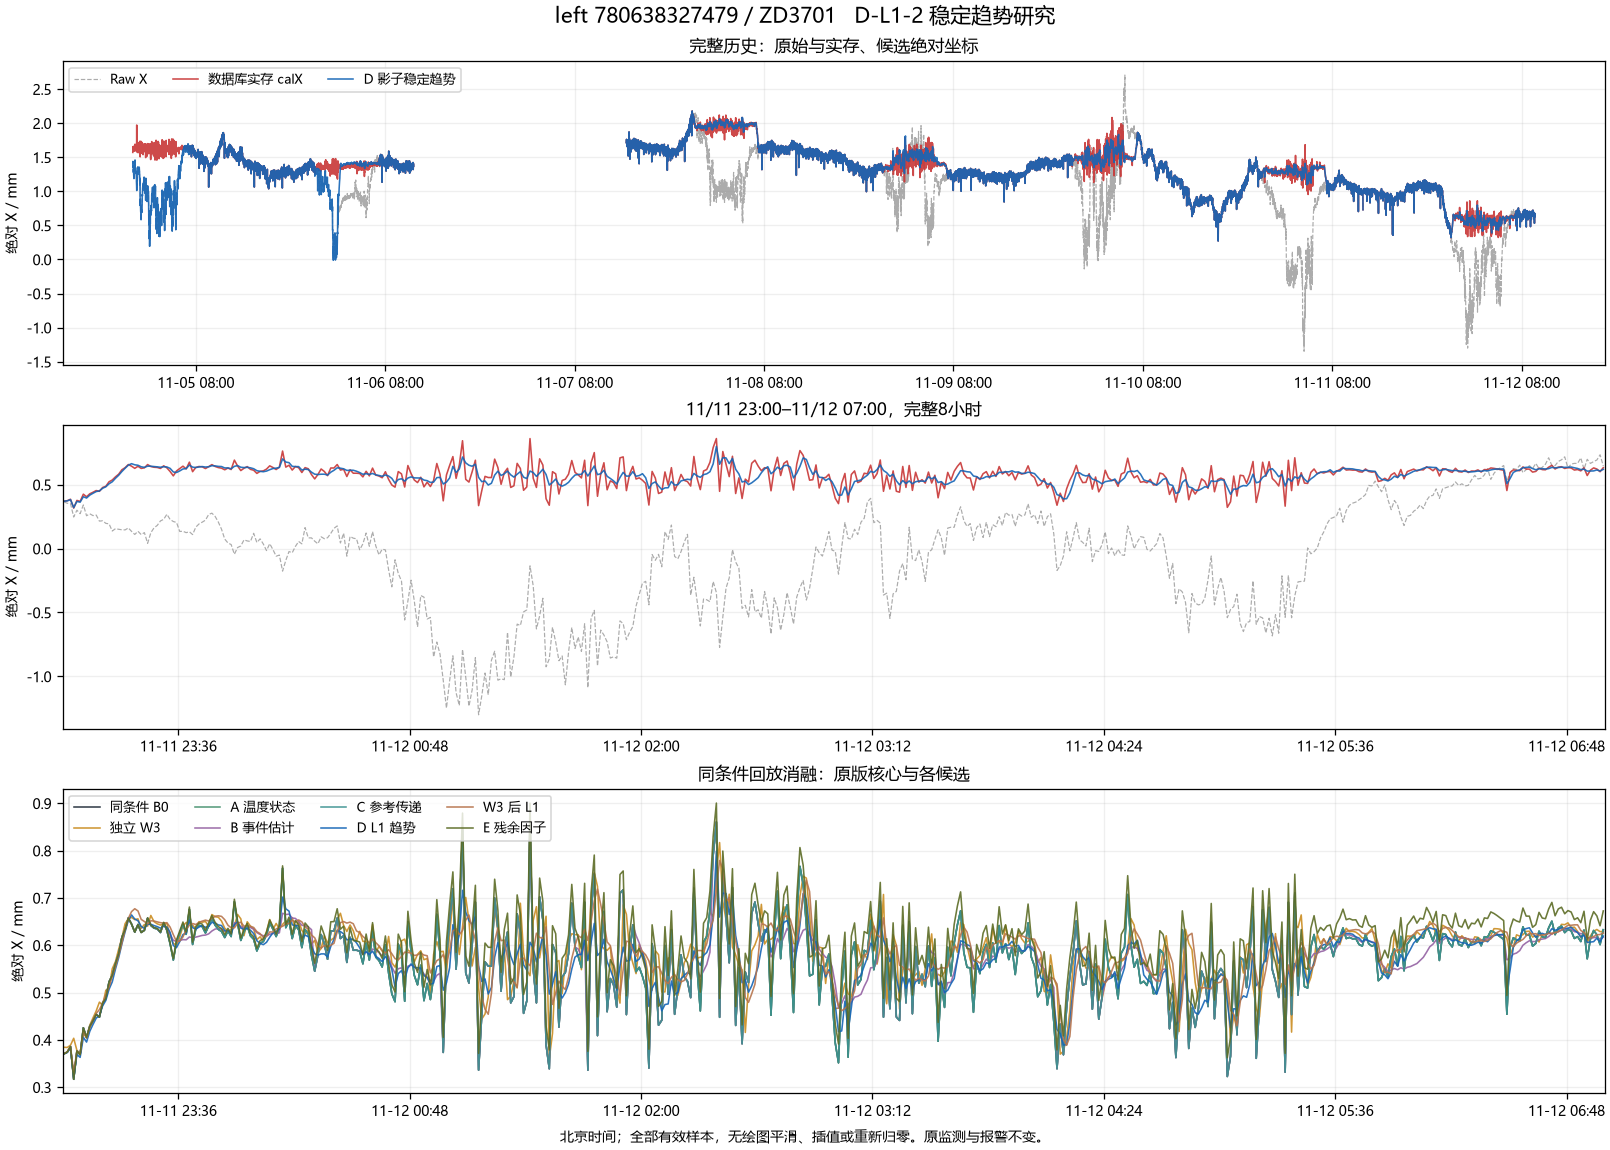 left 780638327479 / ZD3701   D-L1-2 稳定趋势研究
完整历史：原始与实存、候选绝对坐标
Raw X   数据库实存 calX   D 影子稳定趋势
绝对 X / mm
2.5
2.0
1.5
1.0
0.5
0.0
-0.5
-1.0
-1.5
11-05 08:00   11-06 08:00   11-07 08:00   11-08 08:00   11-09 08:00   11-10 08:00   11-11 08:00   11-12 08:00
11/11 23:00–11/12 07:00，完整8小时
绝对 X / mm
0.5
0.0
-0.5
-1.0
11-11 23:36   11-12 00:48   11-12 02:00   11-12 03:12   11-12 04:24   11-12 05:36   11-12 06:48
同条件回放消融：原版核心与各候选
同条件 B0   A 温度状态   C 参考传递   W3 后 L1
独立 W3   B 事件估计   D L1 趋势   E 残余因子
绝对 X / mm
0.9
0.8
0.7
0.6
0.5
0.4
0.3
11-11 23:36   11-12 00:48   11-12 02:00   11-12 03:12   11-12 04:24   11-12 05:36   11-12 06:48
北京时间；全部有效样本，无绘图平滑、插值或重新归零。原监测与报警不变。